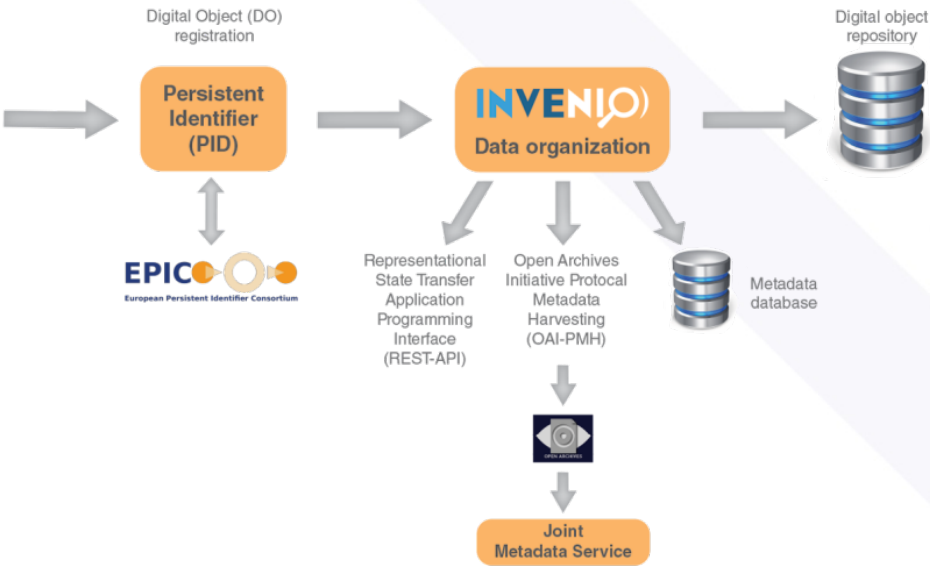 Digital Object (DO)
registration
Persistent
Identifier
(PID)
EPIC
European Persistent Identifier Consortium
INVENIO
Data organization
Digital object
repository
Representational
State Transfer
Application
Programming
Interface
(REST-API)
Open Archives
Initiative Protocal
Metadata
Harvesting
(OAI-PMH)
Metadata
database
OPEN ARCHIVES
Joint
Metadata Service